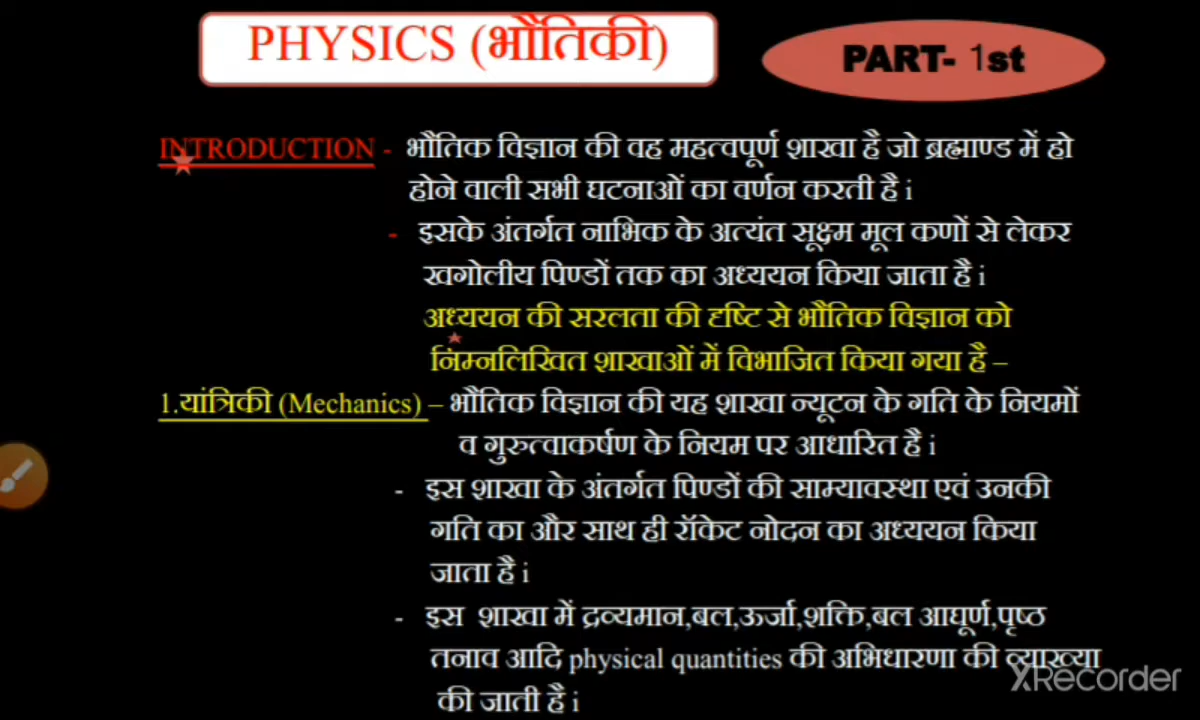 PHYSICS (भौतिकी)
PART- 1st
INTRODUCTION - भौतिक विज्ञान की वह महत्वपूर्ण शाखा है जो ब्रह्माण्ड में हो
होने वाली सभी घटनाओं का वर्णन करती है i
- इसके अंतर्गत नाभिक के अत्यंत सूक्ष्म मूल कणों से लेकर
खगोलीय पिण्डों तक का अध्ययन किया जाता है i
अध्ययन की सरलता की दृष्टि से भौतिक विज्ञान को
निम्नलिखित शाखाओं में विभाजित किया गया है –
1.यांत्रिकी (Mechanics) – भौतिक विज्ञान की यह शाखा न्यूटन के गति के नियमों
व गुरुत्वाकर्षण के नियम पर आधारित है i
- इस शाखा के अंतर्गत पिण्डों की साम्यावस्था एवं उनकी
गति का और साथ ही रॉकेट नोदन का अध्ययन किया
जाता है i
- इस शाखा में द्रव्यमान,बल,ऊर्जा,शक्ति,बल आघूर्ण,पृष्ठ
तनाव आदि physical quantities की अभिधारणा की व्याख्या
की जाती है i
XRecorder